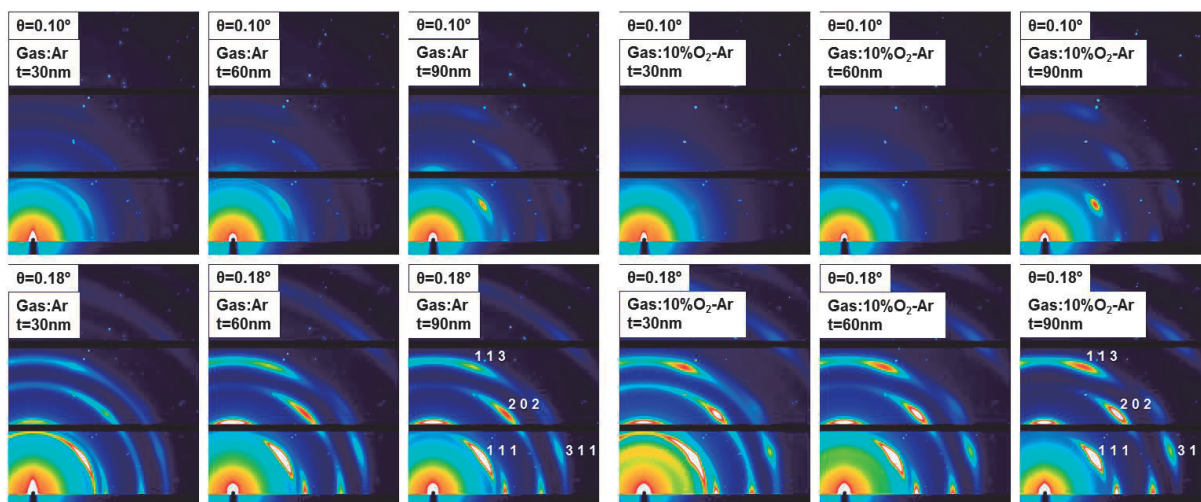 θ=0.10°
Gas:Ar
t=30nm
θ=0.10°
Gas:Ar
t=60nm
θ=0.10°
Gas:Ar
t=90nm
θ=0.10°
Gas:10%O₂-Ar
t=30nm
θ=0.10°
Gas:10%O₂-Ar
t=60nm
θ=0.10°
Gas:10%O₂-Ar
t=90nm
θ=0.18°
Gas:Ar
t=30nm
θ=0.18°
Gas:Ar
t=60nm
θ=0.18°
Gas:Ar
t=90nm
1 1 3
2 0 2
1 1 1
3 1 1
θ=0.18°
Gas:10%O₂-Ar
t=30nm
θ=0.18°
Gas:10%O₂-Ar
t=60nm
θ=0.18°
Gas:10%O₂-Ar
t=90nm
1 1 3
2 0 2
1 1 1
3 1